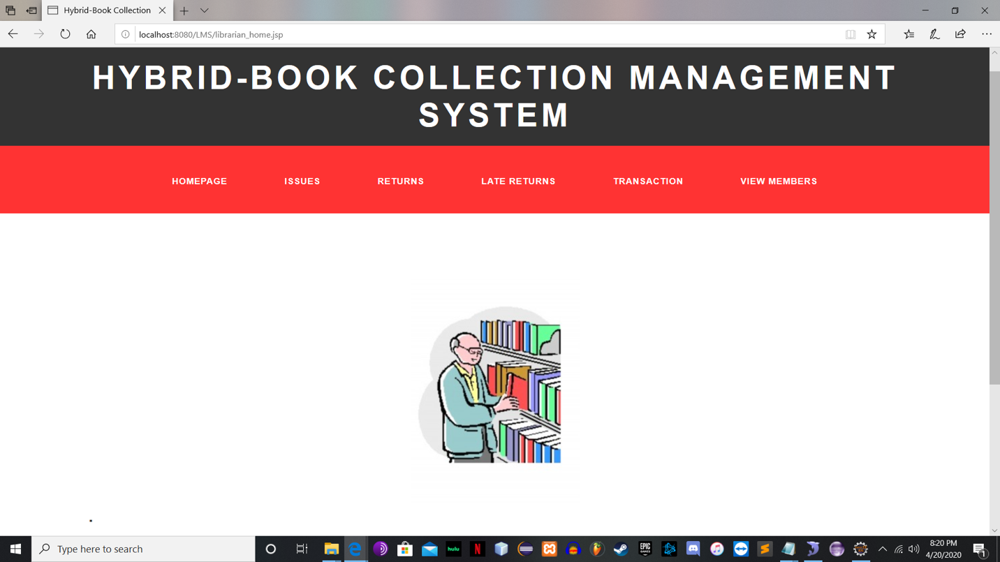 Hybrid-Book Collection
localhost:8080/LMS/librarian_home.jsp
HYBRID-BOOK COLLECTION MANAGEMENT
SYSTEM
HOMEPAGE ISSUES RETURNS LATE RETURNS TRANSACTION VIEW MEMBERS
Type here to search
hulu
N
EPIC
GAMES
8:20 PM
4/20/2020
1